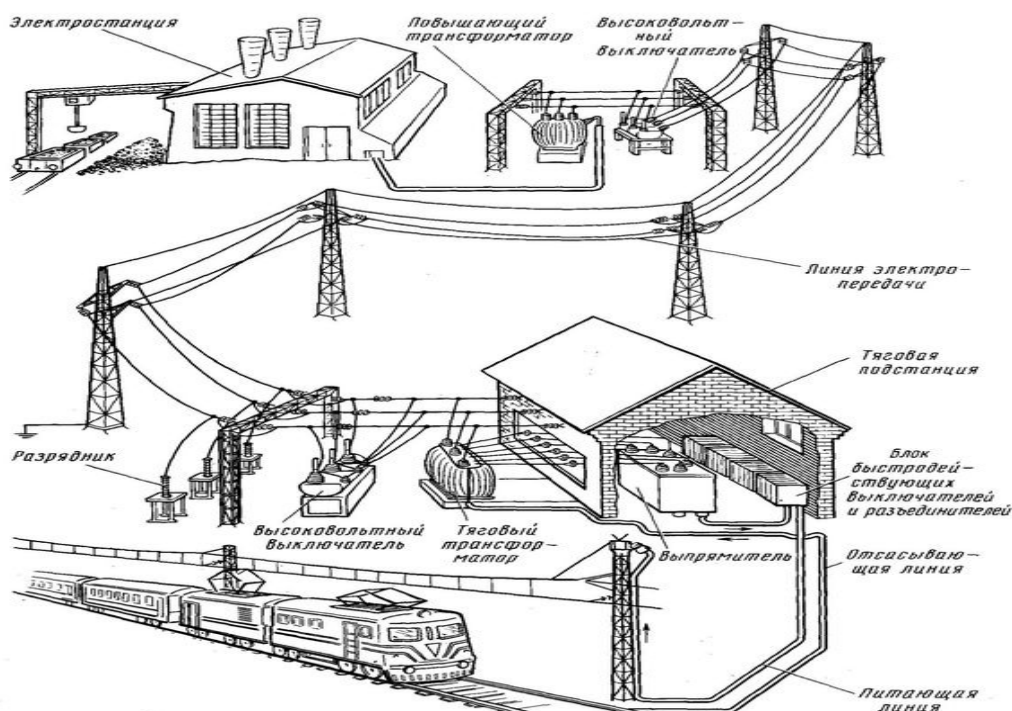 Электростанция
Повышающий
трансформатор
Высоковольт-
ный
выключатель
Линия электро-
передачи
Тяговая
подстанция
Разрядник
Блок
быстродей-
ствующих
выключателей
и разъединителей
Высоковольтный
выключатель
Тяговый
трансфор-
матор
Выпрямитель
Отсасываю-
щая линия
Питающая
линия